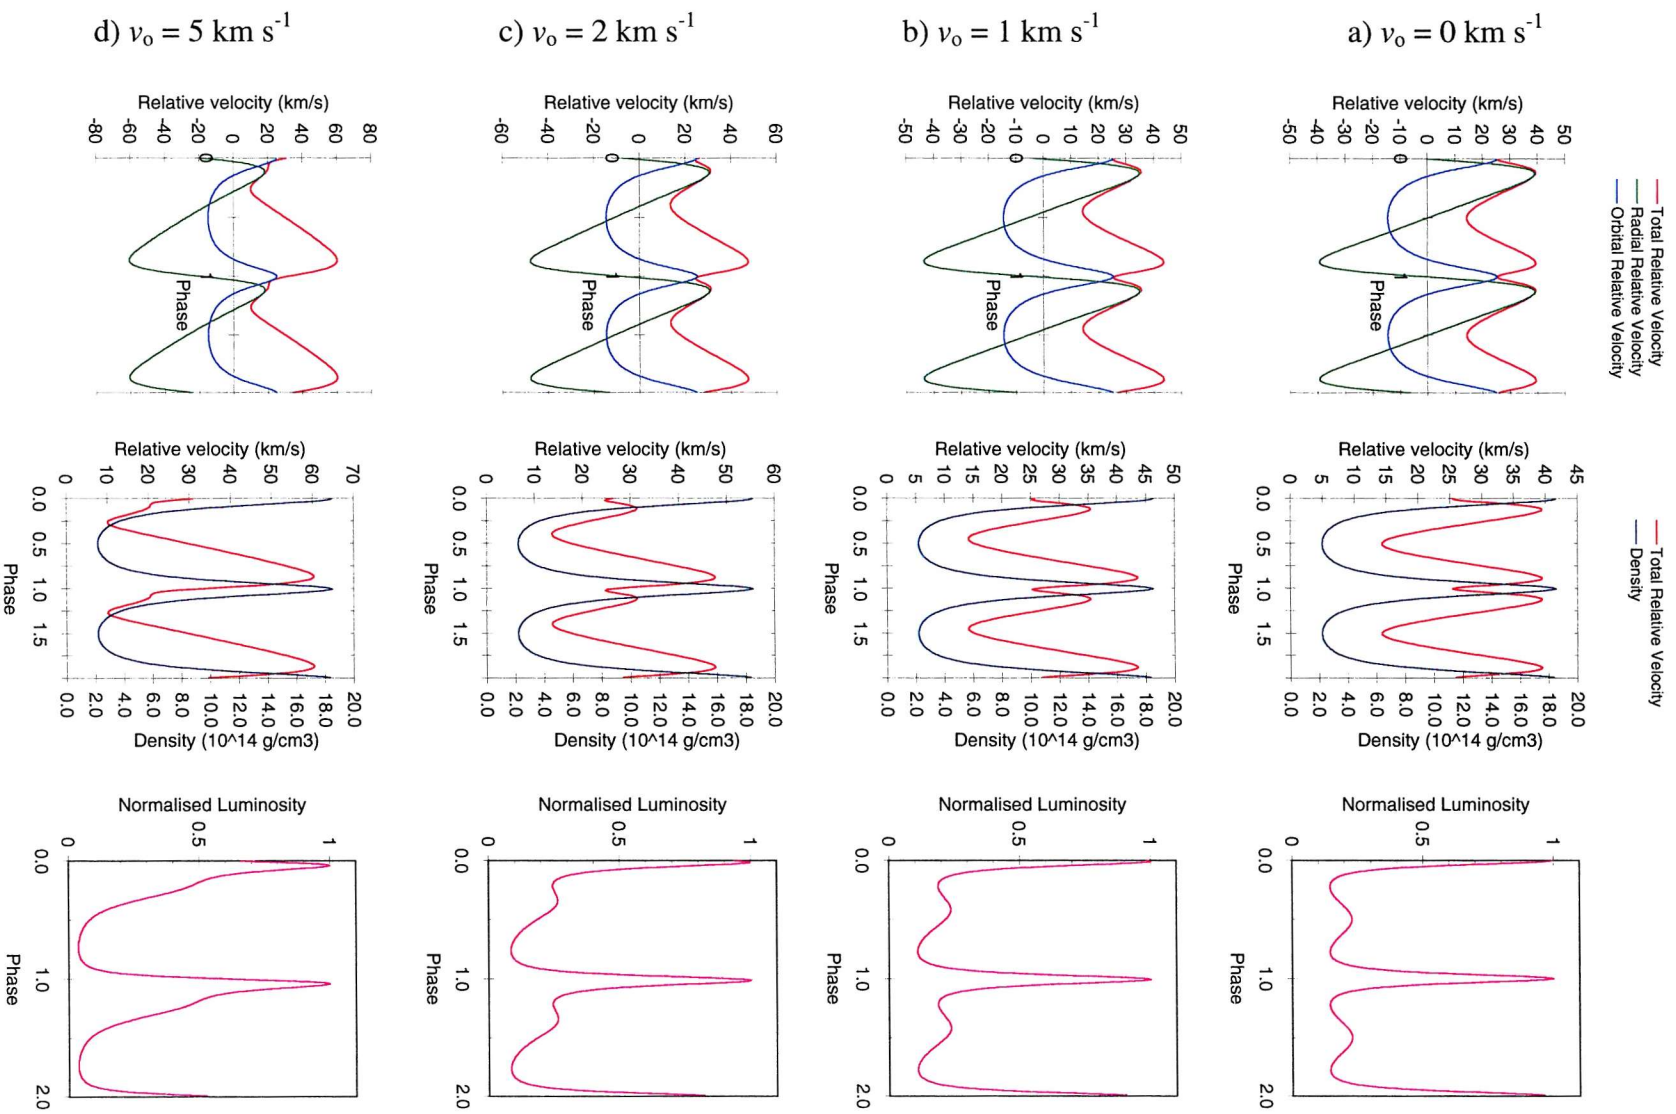 d) vₒ = 5 km s⁻¹
c) vₒ = 2 km s⁻¹
b) vₒ = 1 km s⁻¹
a) vₒ = 0 km s⁻¹
Relative velocity (km/s)
-80 -60 -40 -20 0 20 40 60 80
0 1
Phase
Relative velocity (km/s)
-60 -40 -20 0 20 40 60
0 1
Phase
Relative velocity (km/s)
-50 -40 -30 -20 -10 0 10 20 30 40 50
0 1
Phase
Relative velocity (km/s)
-50 -40 -30 -20 -10 0 10 20 30 40 50
0 1
Phase
Total Relative Velocity
Radial Relative Velocity
Orbital Relative Velocity
Relative velocity (km/s)
0 10 20 30 40 50 60 70
0.0 0.5 1.0 1.5
Phase
0.0 2.0 4.0 6.0 8.0 10.0 12.0 14.0 16.0 18.0 20.0
Density (10^14 g/cm3)
Relative velocity (km/s)
0 10 20 30 40 50 60
0.0 0.5 1.0 1.5
Phase
0.0 2.0 4.0 6.0 8.0 10.0 12.0 14.0 16.0 18.0 20.0
Density (10^14 g/cm3)
Relative velocity (km/s)
0 5 10 15 20 25 30 35 40 45 50
0.0 0.5 1.0 1.5
Phase
0.0 2.0 4.0 6.0 8.0 10.0 12.0 14.0 16.0 18.0 20.0
Density (10^14 g/cm3)
Relative velocity (km/s)
0 5 10 15 20 25 30 35 40 45
0.0 0.5 1.0 1.5
Phase
0.0 2.0 4.0 6.0 8.0 10.0 12.0 14.0 16.0 18.0 20.0
Density (10^14 g/cm3)
Total Relative Velocity
Density
Normalised Luminosity
0 0.5 1
0.0 1.0 2.0
Phase
Normalised Luminosity
0 0.5 1
0.0 1.0 2.0
Phase
Normalised Luminosity
0 0.5 1
0.0 1.0 2.0
Phase
Normalised Luminosity
0 0.5 1
0.0 1.0 2.0
Phase